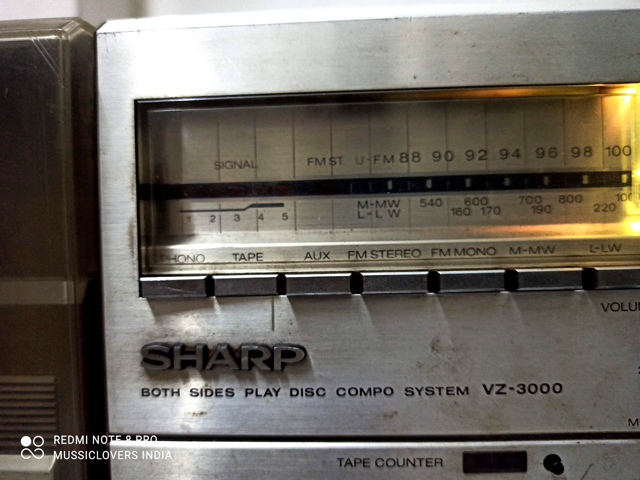 SIGNAL FM ST U-FM 88 90 92 94 96 98 100
1 2 3 4 5 M-MW 540 600 700 800
L-LW 160 170 190 220
PHONO TAPE AUX FM STEREO FM MONO M-MW L-LW
VOLU
SHARP
BOTH SIDES PLAY DISC COMPO SYSTEM VZ-3000
TAPE COUNTER
REDMI NOTE 8 PRO
MUSSICLOVERS INDIA